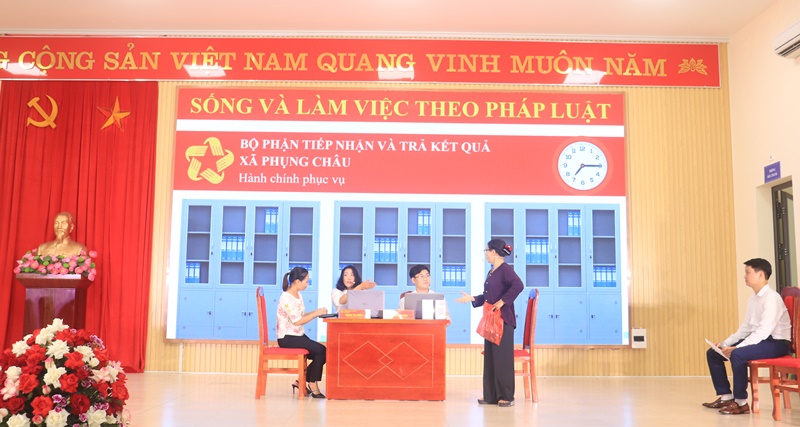 G CỘNG SẢN VIỆT NAM QUANG VINH MUÔN NĂM
SỐNG VÀ LÀM VIỆC THEO PHÁP LUẬT
BỘ PHẬN TIẾP NHẬN VÀ TRẢ KẾT QUẢ
XÃ PHỤNG CHÂU
Hành chính phục vụ